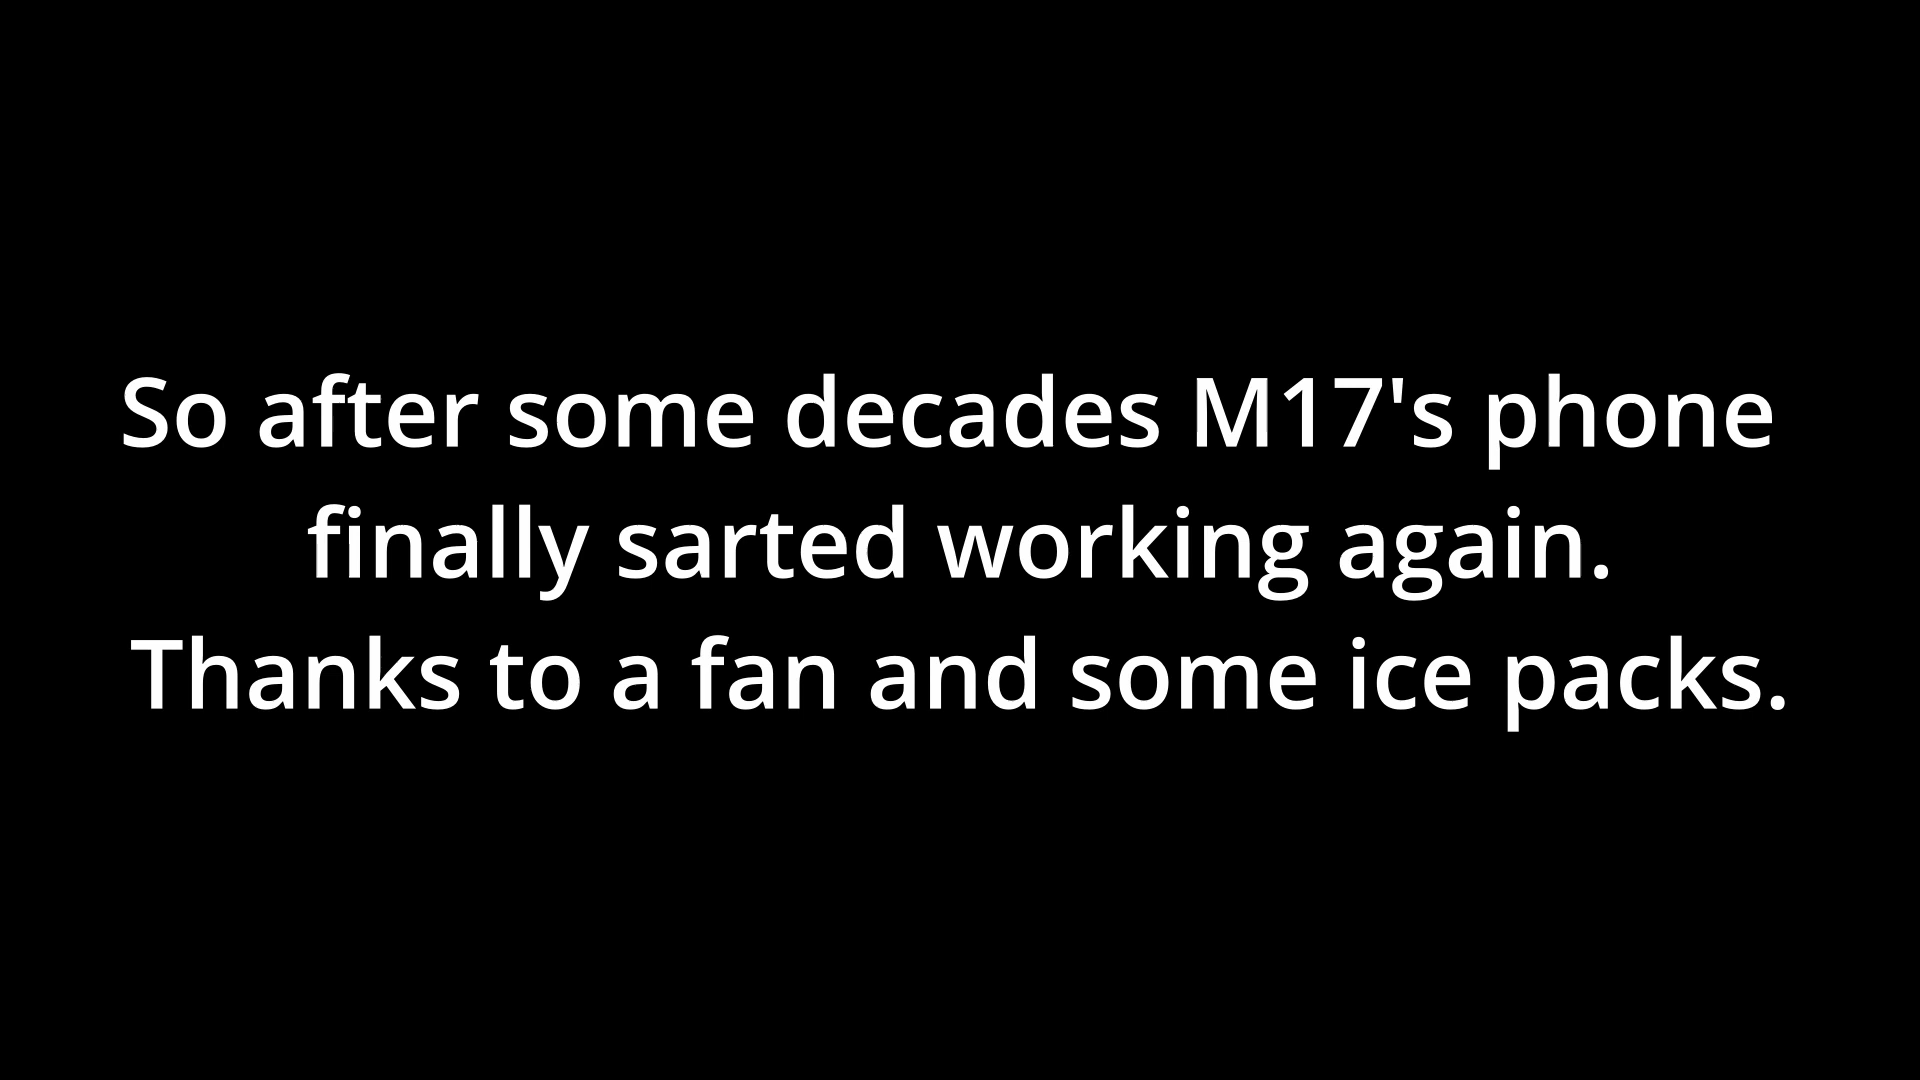 So after some decades M17's phone
finally sarted working again.
Thanks to a fan and some ice packs.